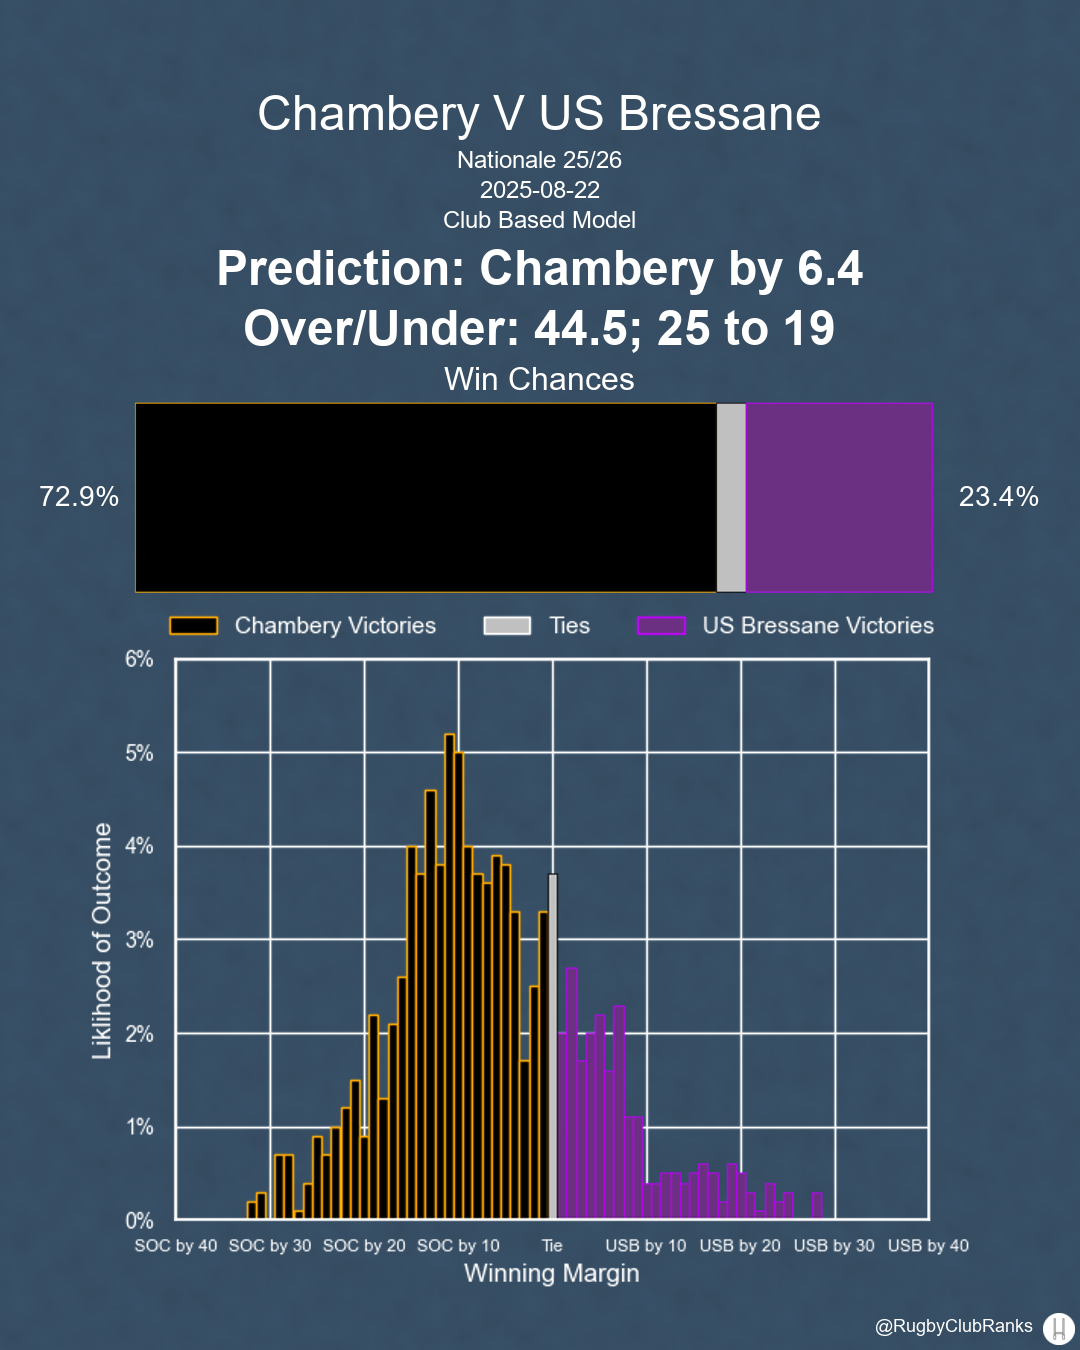 Chambery V US Bressane
Nationale 25/26
2025-08-22
Club Based Model
Prediction: Chambery by 6.4
Over/Under: 44.5; 25 to 19
Win Chances
72.9%
23.4%
Chambery Victories
Ties
US Bressane Victories
6%
5%
4%
3%
2%
1%
0%
Liklihood of Outcome
SOC by 40
SOC by 30
SOC by 20
SOC by 10
Tie
USB by 10
USB by 20
USB by 30
USB by 40
Winning Margin
@RugbyClubRanks